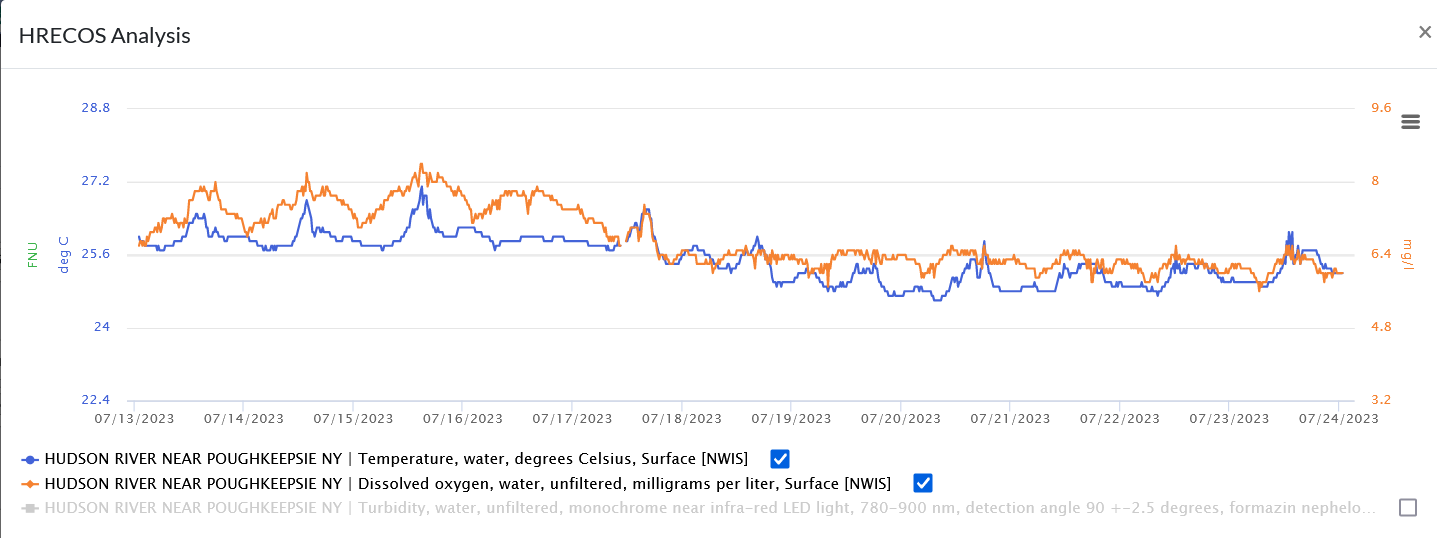 HRECOS Analysis
×
28.8
27.2
25.6
24
22.4
FNU
deg C
9.6
8
6.4
4.8
3.2
mg/l
07/13/2023 07/14/2023 07/15/2023 07/16/2023 07/17/2023 07/18/2023 07/19/2023 07/20/2023 07/21/2023 07/22/2023 07/23/2023 07/24/2023
HUDSON RIVER NEAR POUGHKEEPSIE NY | Temperature, water, degrees Celsius, Surface [NWIS]
HUDSON RIVER NEAR POUGHKEEPSIE NY | Dissolved oxygen, water, unfiltered, milligrams per liter, Surface [NWIS]
HUDSON RIVER NEAR POUGHKEEPSIE NY | Turbidity, water, unfiltered, monochrome near infra-red LED light, 780-900 nm, detection angle 90 +-2.5 degrees, formazin nephelo...